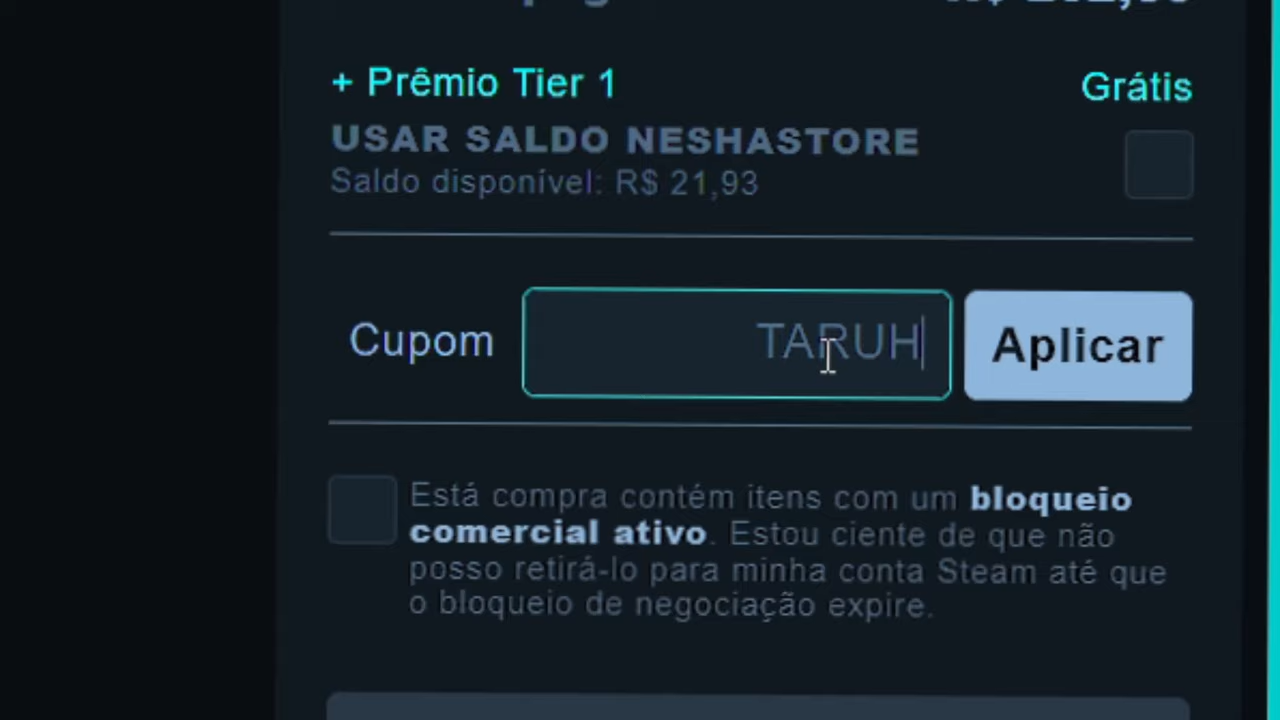 + Prêmio Tier 1 Grátis
USAR SALDO NESHASTORE
Saldo disponível: R$ 21,93
Cupom TARUH Aplicar
Está compra contém itens com um bloqueio
comercial ativo. Estou ciente de que não
posso retirá-lo para minha conta Steam até que
o bloqueio de negociação expire.